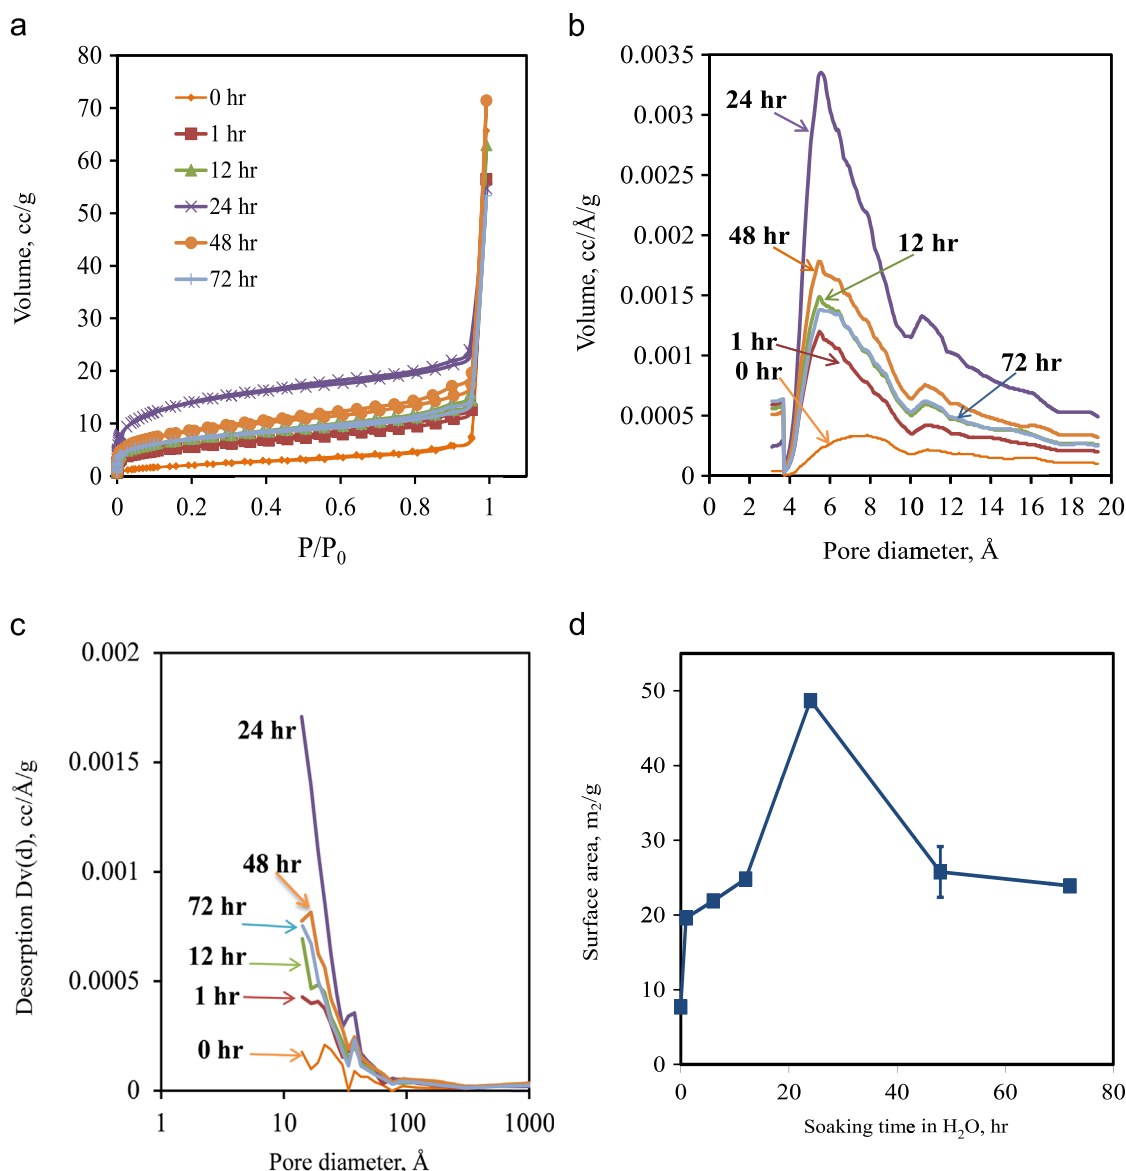 a
80
70
60
50
40
30
20
10
0
Volume, cc/g
0 hr
1 hr
12 hr
24 hr
48 hr
72 hr
0 0.2 0.4 0.6 0.8 1
P/P0
b
0.0035
0.003
0.0025
0.002
0.0015
0.001
0.0005
0
Volume, cc/Å/g
24 hr
48 hr
12 hr
1 hr
0 hr
72 hr
0 2 4 6 8 10 12 14 16 18 20
Pore diameter, Å
c
0.002
0.0015
0.001
0.0005
0
Desorption Dv(d), cc/Å/g
24 hr
48 hr
72 hr
12 hr
1 hr
0 hr
1 10 100 1000
Pore diameter, Å
d
50
40
30
20
10
0
Surface area, m2/g
0 20 40 60 80
Soaking time in H2O, hr